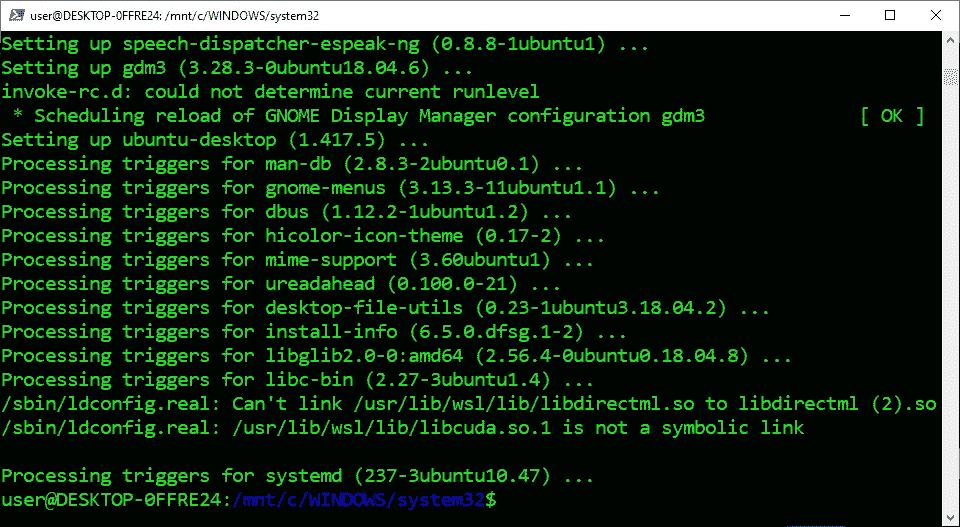 user@DESKTOP-0FFRE24: /mnt/c/WINDOWS/system32
Setting up speech-dispatcher-espeak-ng (0.8.8-1ubuntu1) ...
Setting up gdm3 (3.28.3-0ubuntu18.04.6) ...
invoke-rc.d: could not determine current runlevel
 * Scheduling reload of GNOME Display Manager configuration gdm3 [ OK ]
Setting up ubuntu-desktop (1.417.5) ...
Processing triggers for man-db (2.8.3-2ubuntu0.1) ...
Processing triggers for gnome-menus (3.13.3-11ubuntu1.1) ...
Processing triggers for dbus (1.12.2-1ubuntu1.2) ...
Processing triggers for hicolor-icon-theme (0.17-2) ...
Processing triggers for mime-support (3.60ubuntu1) ...
Processing triggers for ureadahead (0.100.0-21) ...
Processing triggers for desktop-file-utils (0.23-1ubuntu3.18.04.2) ...
Processing triggers for install-info (6.5.0.dfsg.1-2) ...
Processing triggers for libglib2.0-0:amd64 (2.56.4-0ubuntu0.18.04.8) ...
Processing triggers for libc-bin (2.27-3ubuntu1.4) ...
/sbin/ldconfig.real: Can't link /usr/lib/wsl/lib/libdirectml.so to libdirectml (2).so
/sbin/ldconfig.real: /usr/lib/wsl/lib/libcuda.so.1 is not a symbolic link
Processing triggers for systemd (237-3ubuntu10.47) ...
user@DESKTOP-0FFRE24:/mnt/c/WINDOWS/system32$